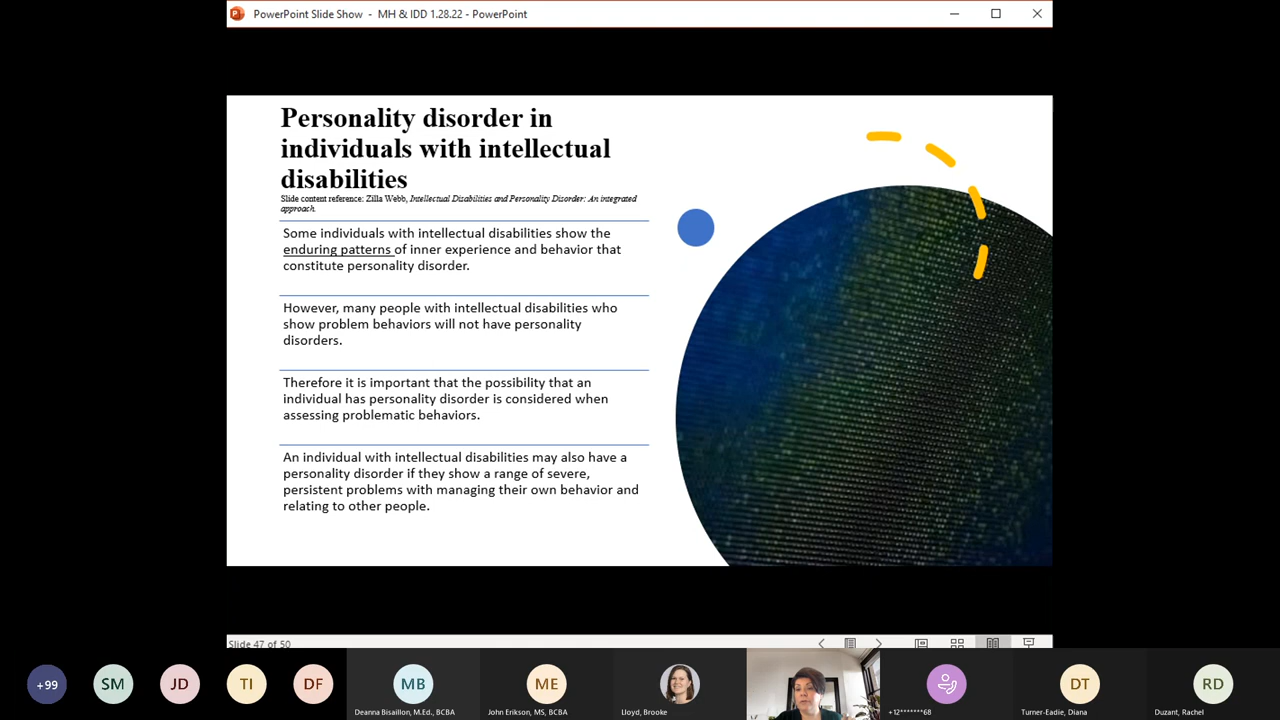 PowerPoint Slide Show - MH & IDD 1.28.22 - PowerPoint
Personality disorder in
individuals with intellectual
disabilities
Slide content reference: Zilla Webb, Intellectual Disabilities and Personality Disorder: An integrated
approach.
Some individuals with intellectual disabilities show the
enduring patterns of inner experience and behavior that
constitute personality disorder.
However, many people with intellectual disabilities who
show problem behaviors will not have personality
disorders.
Therefore it is important that the possibility that an
individual has personality disorder is considered when
assessing problematic behaviors.
An individual with intellectual disabilities may also have a
personality disorder if they show a range of severe,
persistent problems with managing their own behavior and
relating to other people.
Slide 47 of 50
+99
SM
JD
TI
DF
MB
ME
DT
RD
Deanna Bisaillon, M.Ed., BCBA
John Erikson, MS, BCBA
Lloyd, Brooke
+12*******68
Turner-Eadie, Diana
Duzant, Rachel